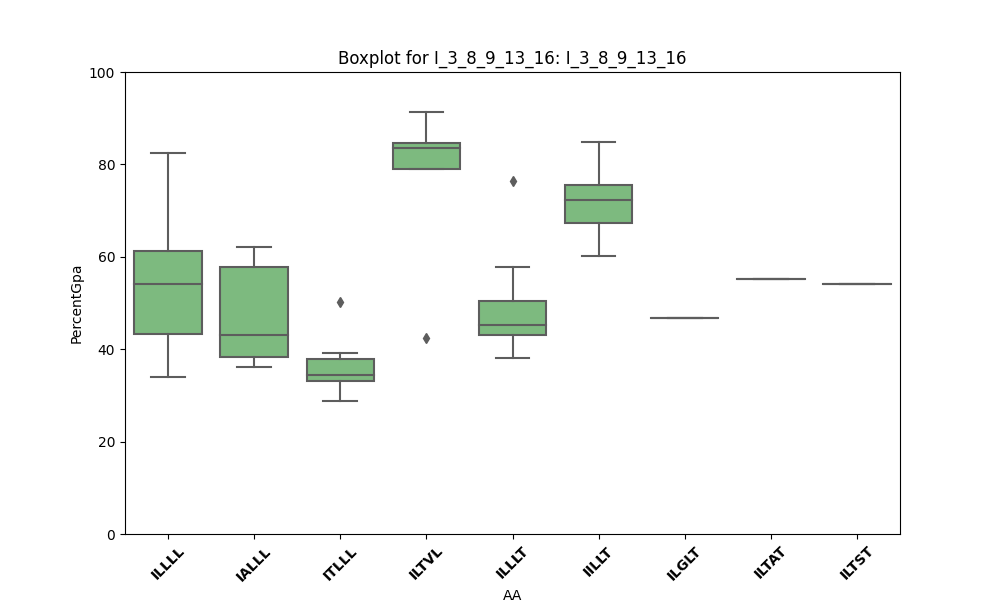 Boxplot for I_3_8_9_13_16: I_3_8_9_13_16
100
80
60
40
20
0
PercentGpa
ILLLL IALLL ITLLL ILTVL ILLLT IILLT ILGLT ILTAT ILTST
AA